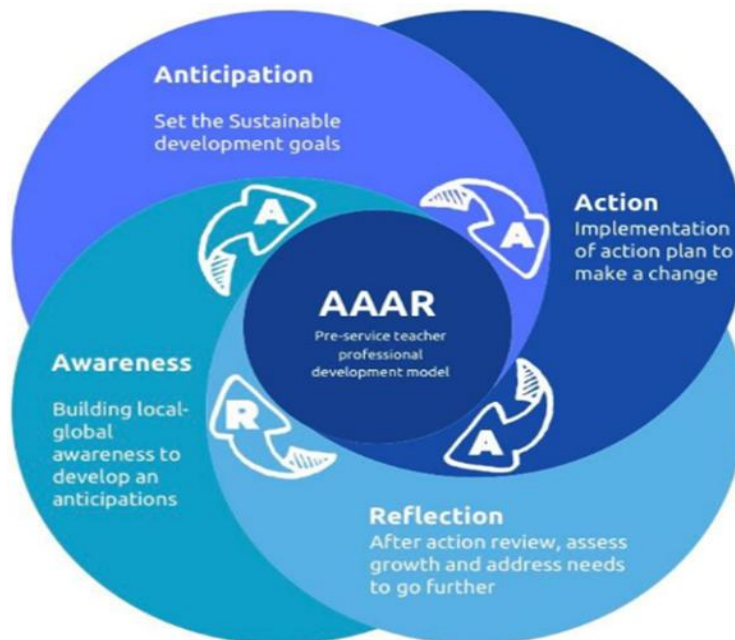 Anticipation
Set the Sustainable
development goals
A
A
Action
Implementation
of action plan to
make a change
AAAR
Pre-service teacher
professional
development model
Awareness
Building local-
global
awareness to
develop an
anticipations
R
A
Reflection
After action review, assess
growth and address needs
to go further